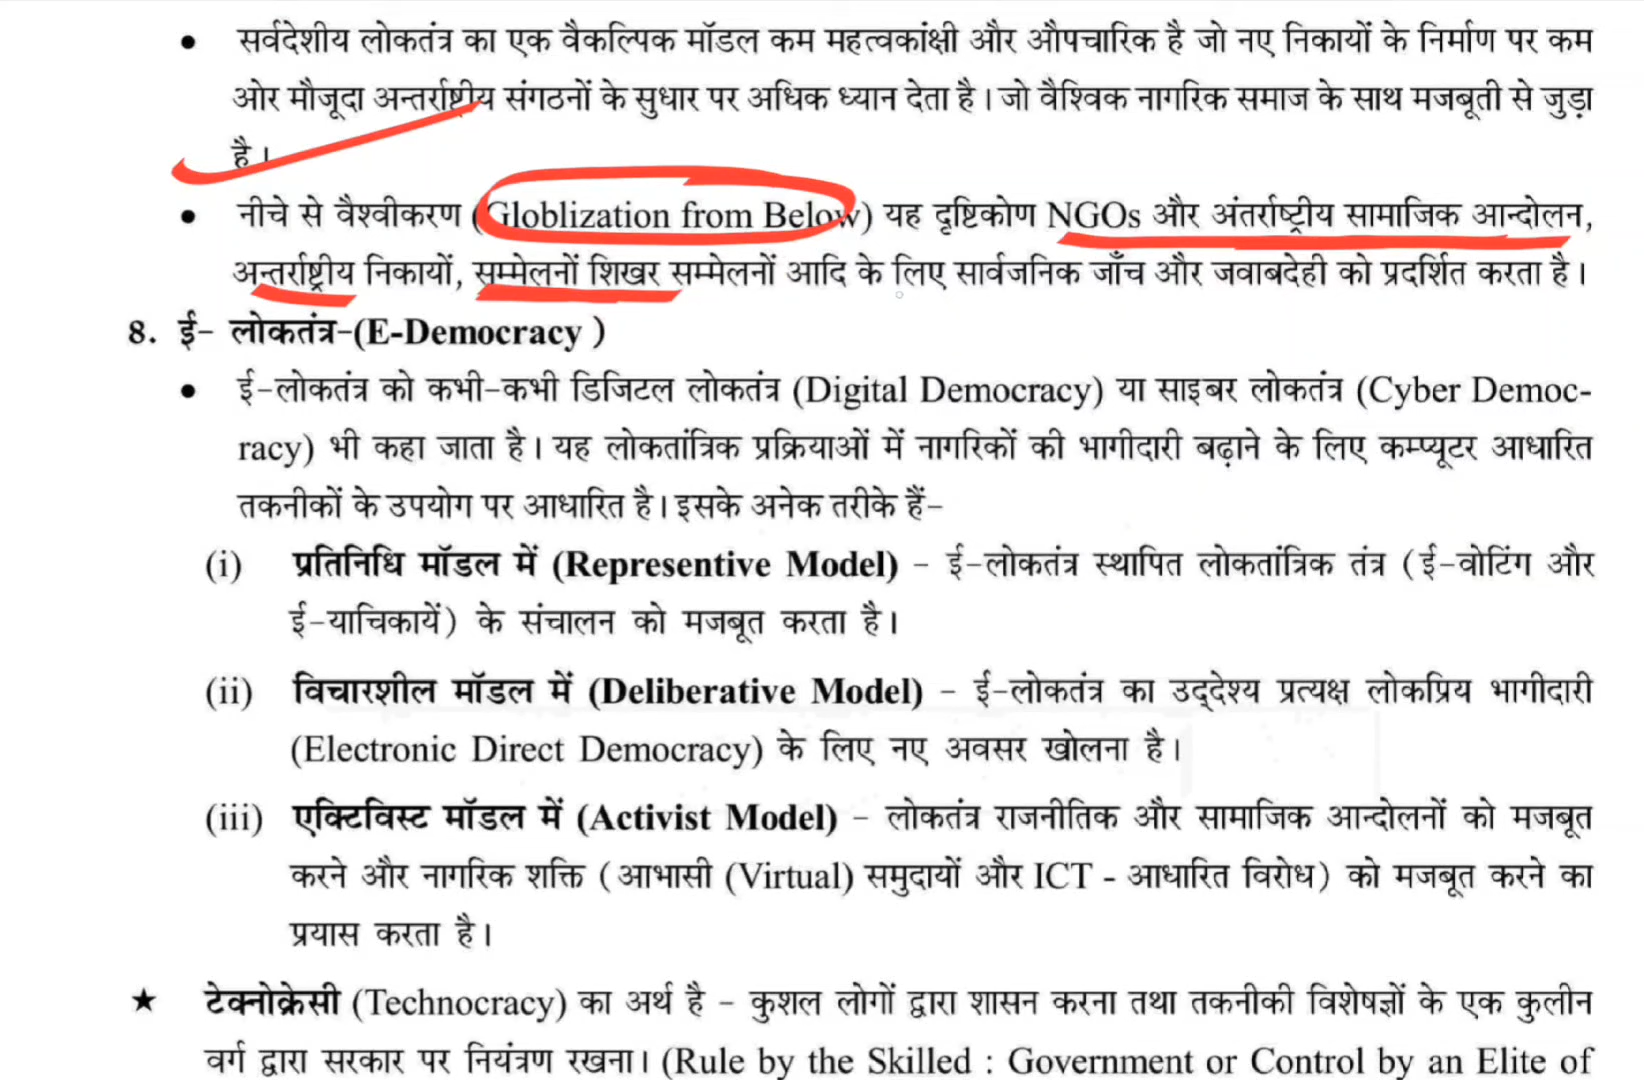 • सर्वदेशीय लोकतंत्र का एक वैकल्पिक मॉडल कम महत्वकांक्षी और औपचारिक है जो नए निकायों के निर्माण पर कम
ओर मौजूदा अन्तर्राष्ट्रीय संगठनों के सुधार पर अधिक ध्यान देता है। जो वैश्विक नागरिक समाज के साथ मजबूती से जुड़ा
है।
• नीचे से वैश्वीकरण (Globlization from Below) यह दृष्टिकोण NGOs और अंतर्राष्ट्रीय सामाजिक आन्दोलन,
अन्तर्राष्ट्रीय निकायों, सम्मेलनों शिखर सम्मेलनों आदि के लिए सार्वजनिक जाँच और जवाबदेही को प्रदर्शित करता है।
8. ई- लोकतंत्र-(E-Democracy )
• ई-लोकतंत्र को कभी-कभी डिजिटल लोकतंत्र (Digital Democracy) या साइबर लोकतंत्र (Cyber Democ-
racy) भी कहा जाता है। यह लोकतांत्रिक प्रक्रियाओं में नागरिकों की भागीदारी बढ़ाने के लिए कम्प्यूटर आधारित
तकनीकों के उपयोग पर आधारित है। इसके अनेक तरीके हैं-
(i) प्रतिनिधि मॉडल में (Representive Model) - ई-लोकतंत्र स्थापित लोकतांत्रिक तंत्र (ई-वोटिंग और
ई-याचिकायें) के संचालन को मजबूत करता है।
(ii) विचारशील मॉडल में (Deliberative Model) - ई-लोकतंत्र का उद्देश्य प्रत्यक्ष लोकप्रिय भागीदारी
(Electronic Direct Democracy) के लिए नए अवसर खोलना है।
(iii) एक्टिविस्ट मॉडल में (Activist Model) - लोकतंत्र राजनीतिक और सामाजिक आन्दोलनों को मजबूत
करने और नागरिक शक्ति (आभासी (Virtual) समुदायों और ICT - आधारित विरोध) को मजबूत करने का
प्रयास करता है।
★ टेक्नोक्रेसी (Technocracy) का अर्थ है - कुशल लोगों द्वारा शासन करना तथा तकनीकी विशेषज्ञों के एक कुलीन
वर्ग द्वारा सरकार पर नियंत्रण रखना। (Rule by the Skilled : Government or Control by an Elite of